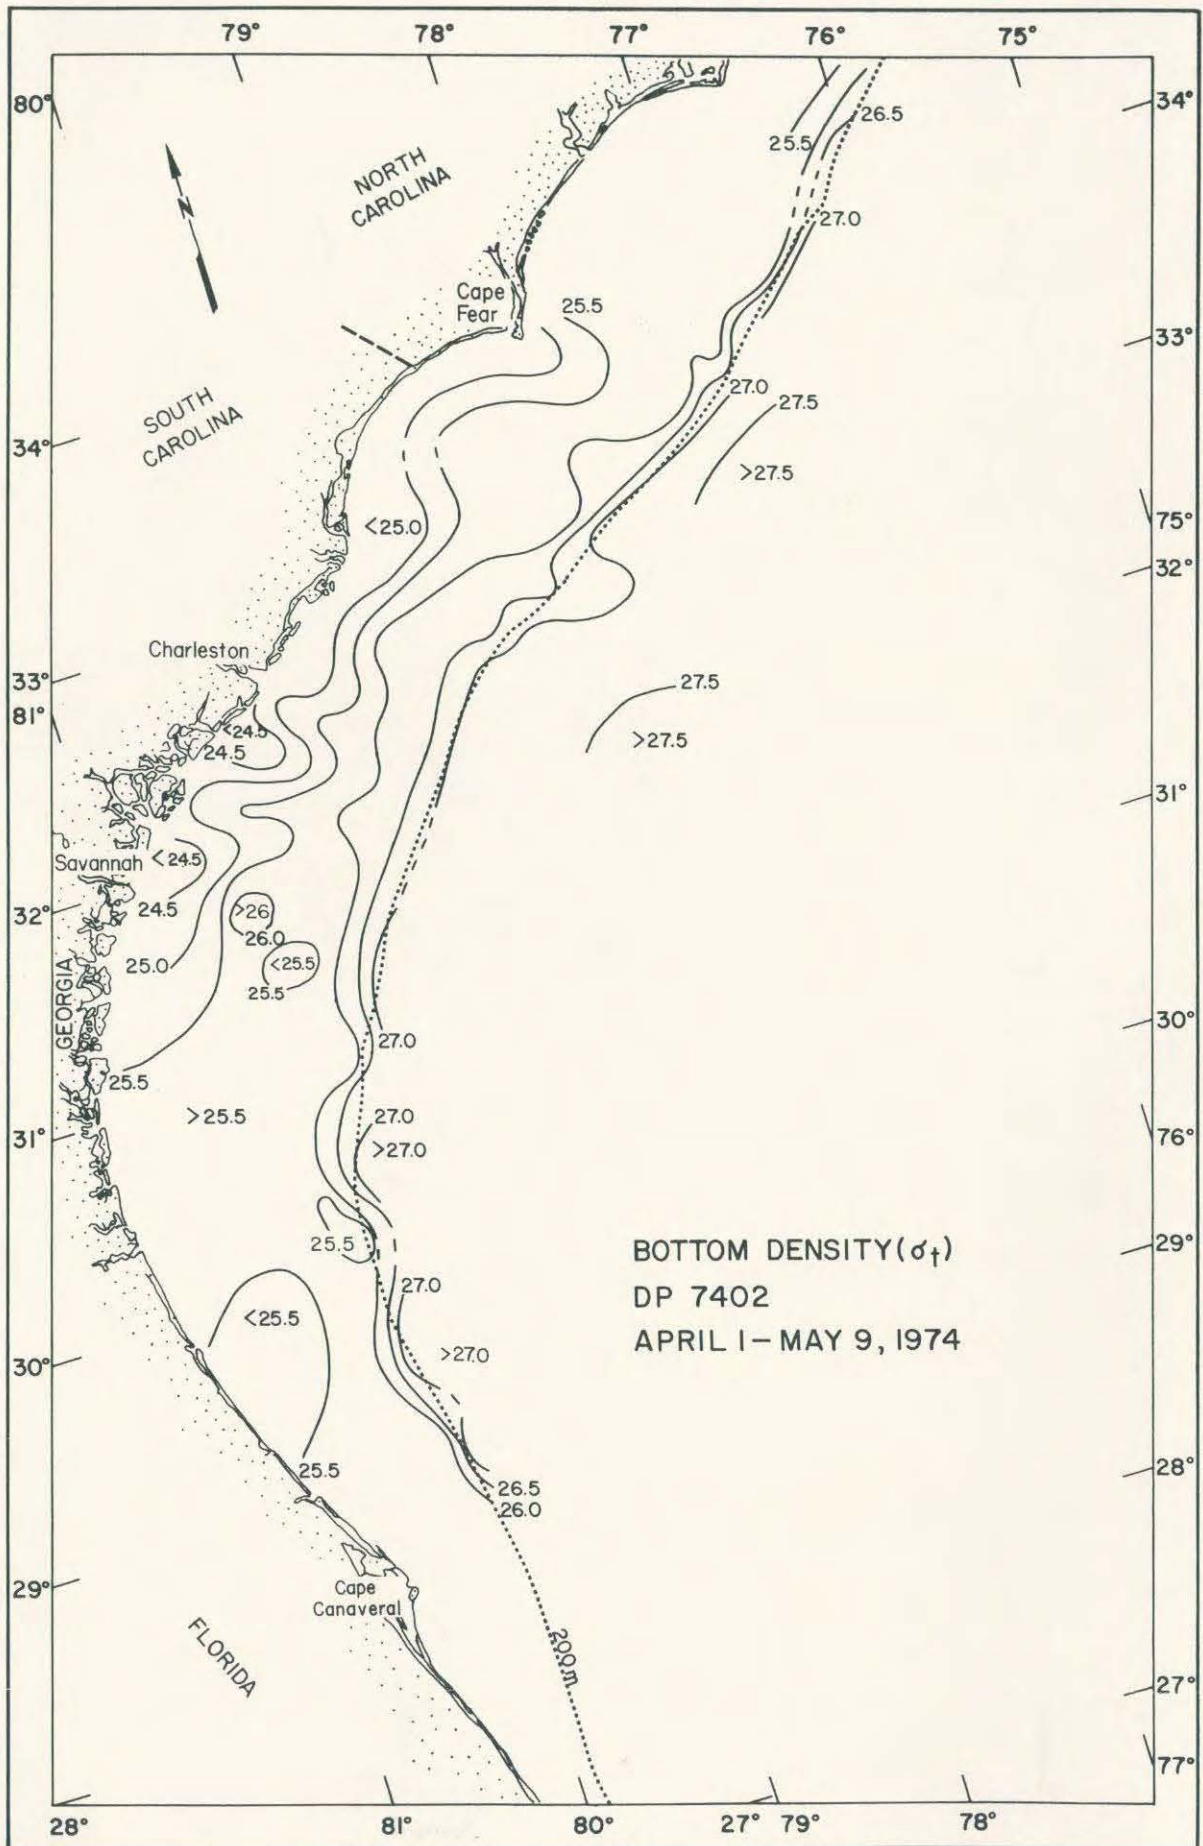 79° 78° 77° 76° 75°
80°
34°
26.5
25.5
NORTH
CAROLINA
N
27.0
Cape
Fear
25.5
33°
SOUTH
CAROLINA
27.0
27.5
34°
>27.5
<25.0
75°
32°
Charleston
33°
27.5
81°
<24.5
24.5
>27.5
31°
Savannah
<24.5
24.5
32°
>26
26.0
25.0
<25.5
25.5
GEORGIA
30°
27.0
25.5
>25.5
27.0
31°
76°
>27.0
25.5
BOTTOM DENSITY (σt)
29°
27.0
DP 7402
<25.5
APRIL 1 – MAY 9, 1974
>27.0
30°
25.5
28°
26.5
26.0
29°
Cape
Canaveral
FLORIDA
200m
27°
77°
28° 81° 80° 27° 79° 78°